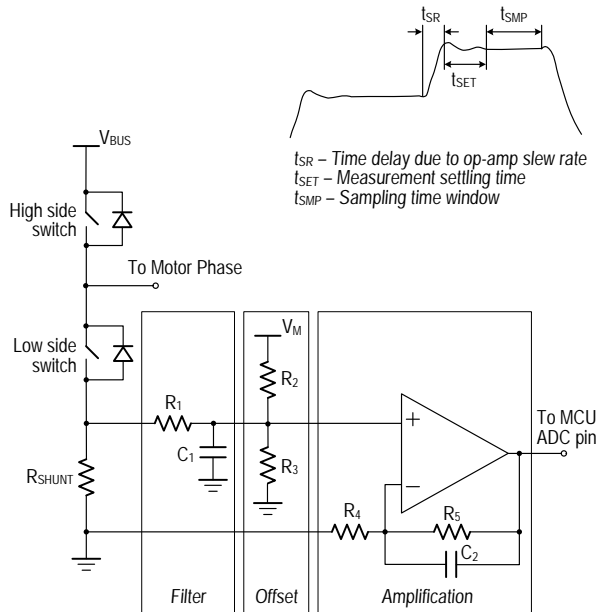 tSR
tSMP
tSET
tSR – Time delay due to op-amp slew rate
tSET – Measurement settling time
tSMP – Sampling time window
VBUS
High side
switch
To Motor Phase
Low side
switch
VM
R2
R1
C1
R3
+
−
To MCU
ADC pin
RSHUNT
R4
R5
C2
Filter
Offset
Amplification